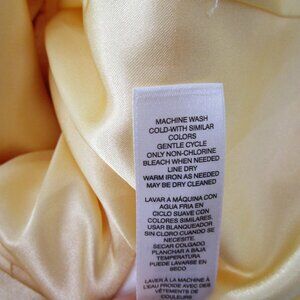 MACHINE WASH
COLD-WITH SIMILAR
COLORS
GENTLE CYCLE
ONLY NON-CHLORINE
BLEACH WHEN NEEDED
LINE DRY
WARM IRON AS NEEDED
MAY BE DRY CLEANED
LAVAR A MÁQUINA CON
AGUA FRIA EN
CICLO SUAVE CON
COLORES SIMILARES.
USAR BLANQUEADOR
SIN CLORO CUANDO SE
NECESITE.
SECAR COLGADO
PLANCHAR A BAJA
TEMPERATURA
PUEDE LAVARSE EN
SECO
LAVER À LA MACHINE À
L'EAU FROIDE AVEC DES
VÊTEMENTS DE
COULEURS